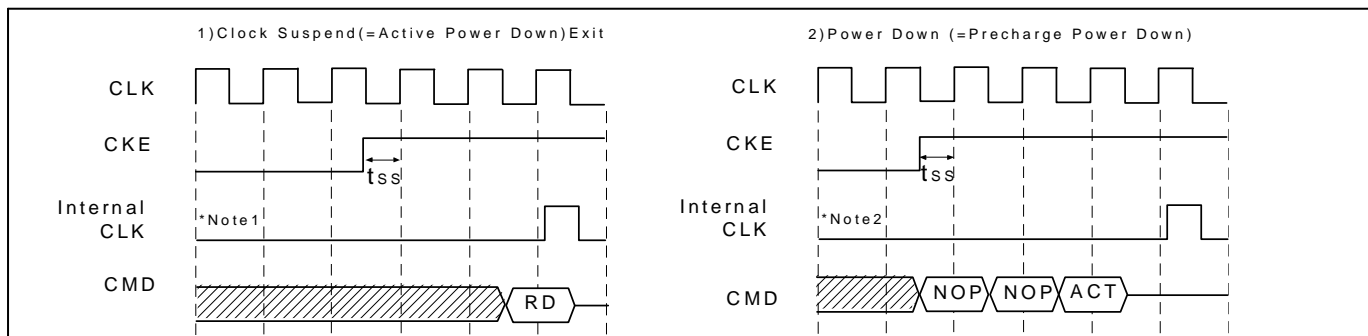 1)Clock Suspend(=Active Power Down)Exit
CLK
CKE
tSS
Internal
CLK
*Note1
CMD
RD
2)Power Down (=Precharge Power Down)
CLK
CKE
tSS
Internal
CLK
*Note2
CMD
NOP NOP ACT